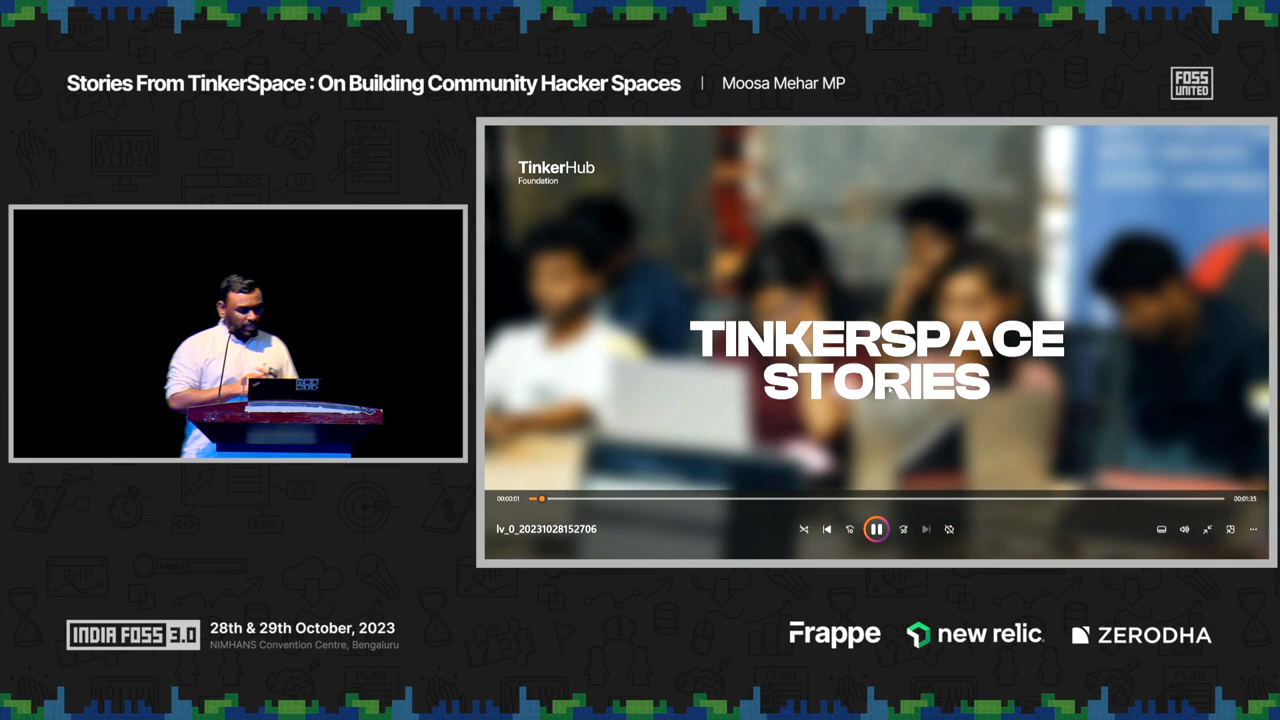 Stories From TinkerSpace : On Building Community Hacker Spaces | Moosa Mehar MP
FOSS
UNITED
TinkerHub
Foundation
TINKERSPACE
STORIES
00:00:01
00:01:35
lv_0_20231028152706
INDIA FOSS 3.0
28th & 29th October, 2023
NIMHANS Convention Centre, Bengaluru
Frappe
new relic
ZERODHA